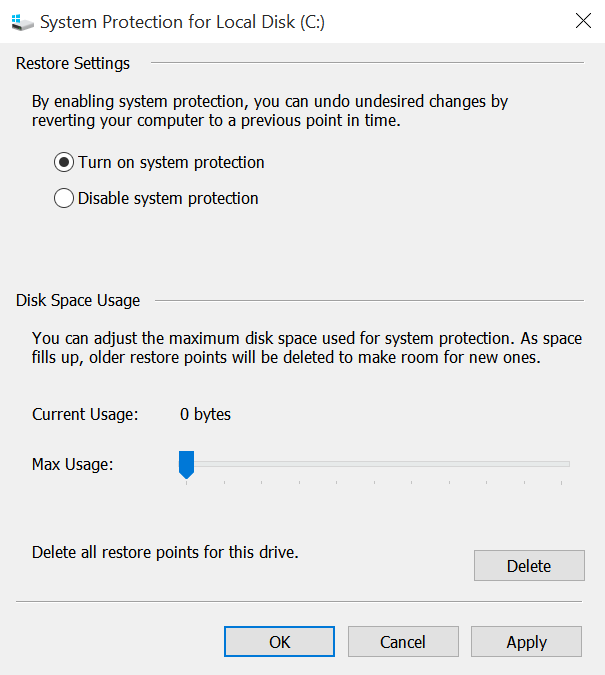 System Protection for Local Disk (C:)
Restore Settings
By enabling system protection, you can undo undesired changes by
reverting your computer to a previous point in time.
Turn on system protection
Disable system protection
Disk Space Usage
You can adjust the maximum disk space used for system protection. As space
fills up, older restore points will be deleted to make room for new ones.
Current Usage: 0 bytes
Max Usage:
Delete all restore points for this drive.
Delete
OK Cancel Apply